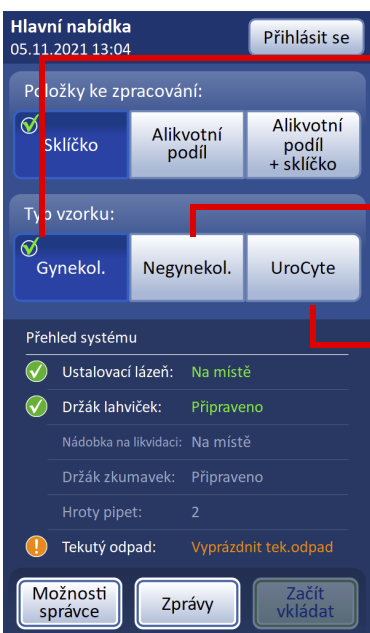 Hlavní nabídka
05.11.2021 13:04
Přihlásit se
Položky ke zpracování:
Sklíčko
Alikvotní
podíl
Alikvotní
podíl
+ sklíčko
Typ vzorku:
Gynekol.
Negynekol.
UroCyte
Přehled systému
Ustalovací lázeň: Na místě
Držák lahviček: Připraveno
Nádobka na likvidaci: Na místě
Držák zkumavek: Připraveno
Hroty pipet: 2
Tekutý odpad: Vyprázdnit tek.odpad
Možnosti
správce
Zprávy
Začít
vkládat